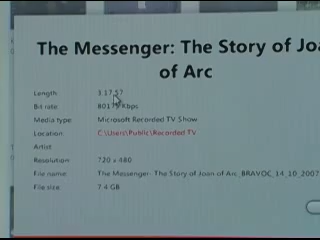 The Messenger: The Story of Joa
of Arc
Length: 3:17:57
Bit rate: Kbps
Media type: Microsoft Recorded TV Show
Location: C:\Users\Public\Recorded TV
Artist:
Resolution: 720 x 480
File name: The Messenger- The Story of Joan of Arc_BRAVOC_14_10_2007
File size: 7.4 GB